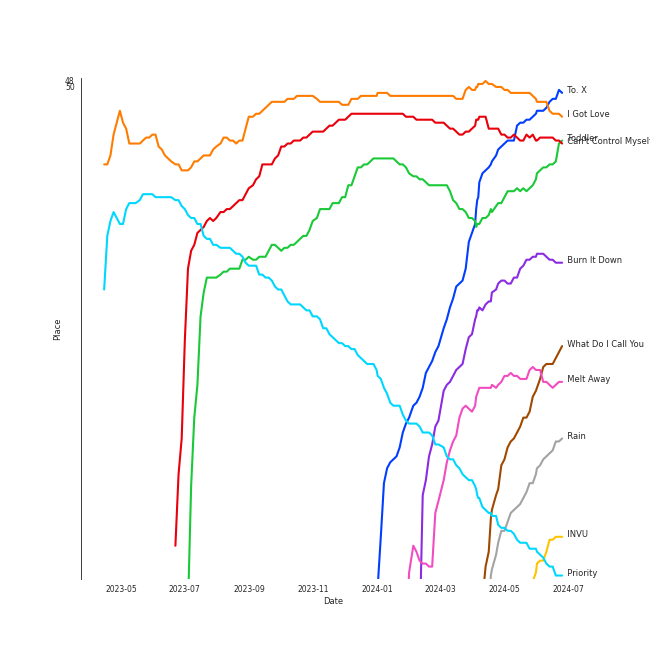 48
50
To. X
I Got Love
Toddler
Can't Control Mysel
Burn It Down
What Do I Call You
Melt Away
Rain
INVU
Priority
Place
2023-05 2023-07 2023-09 2023-11 2024-01 2024-03 2024-05 2024-07
Date